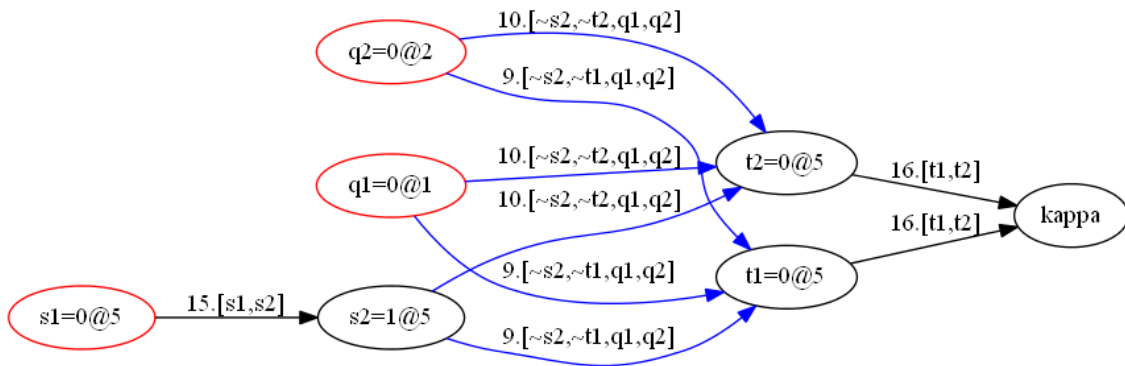 10.[~s2,~t2,q1,q2]
q2=0@2
9.[~s2,~t1,q1,q2]
10.[~s2,~t2,q1,q2]
t2=0@5
16.[t1,t2]
q1=0@1
10.[~s2,~t2,q1,q2]
kappa
16.[t1,t2]
9.[~s2,~t1,q1,q2]
t1=0@5
15.[s1,s2]
s1=0@5
s2=1@5
9.[~s2,~t1,q1,q2]